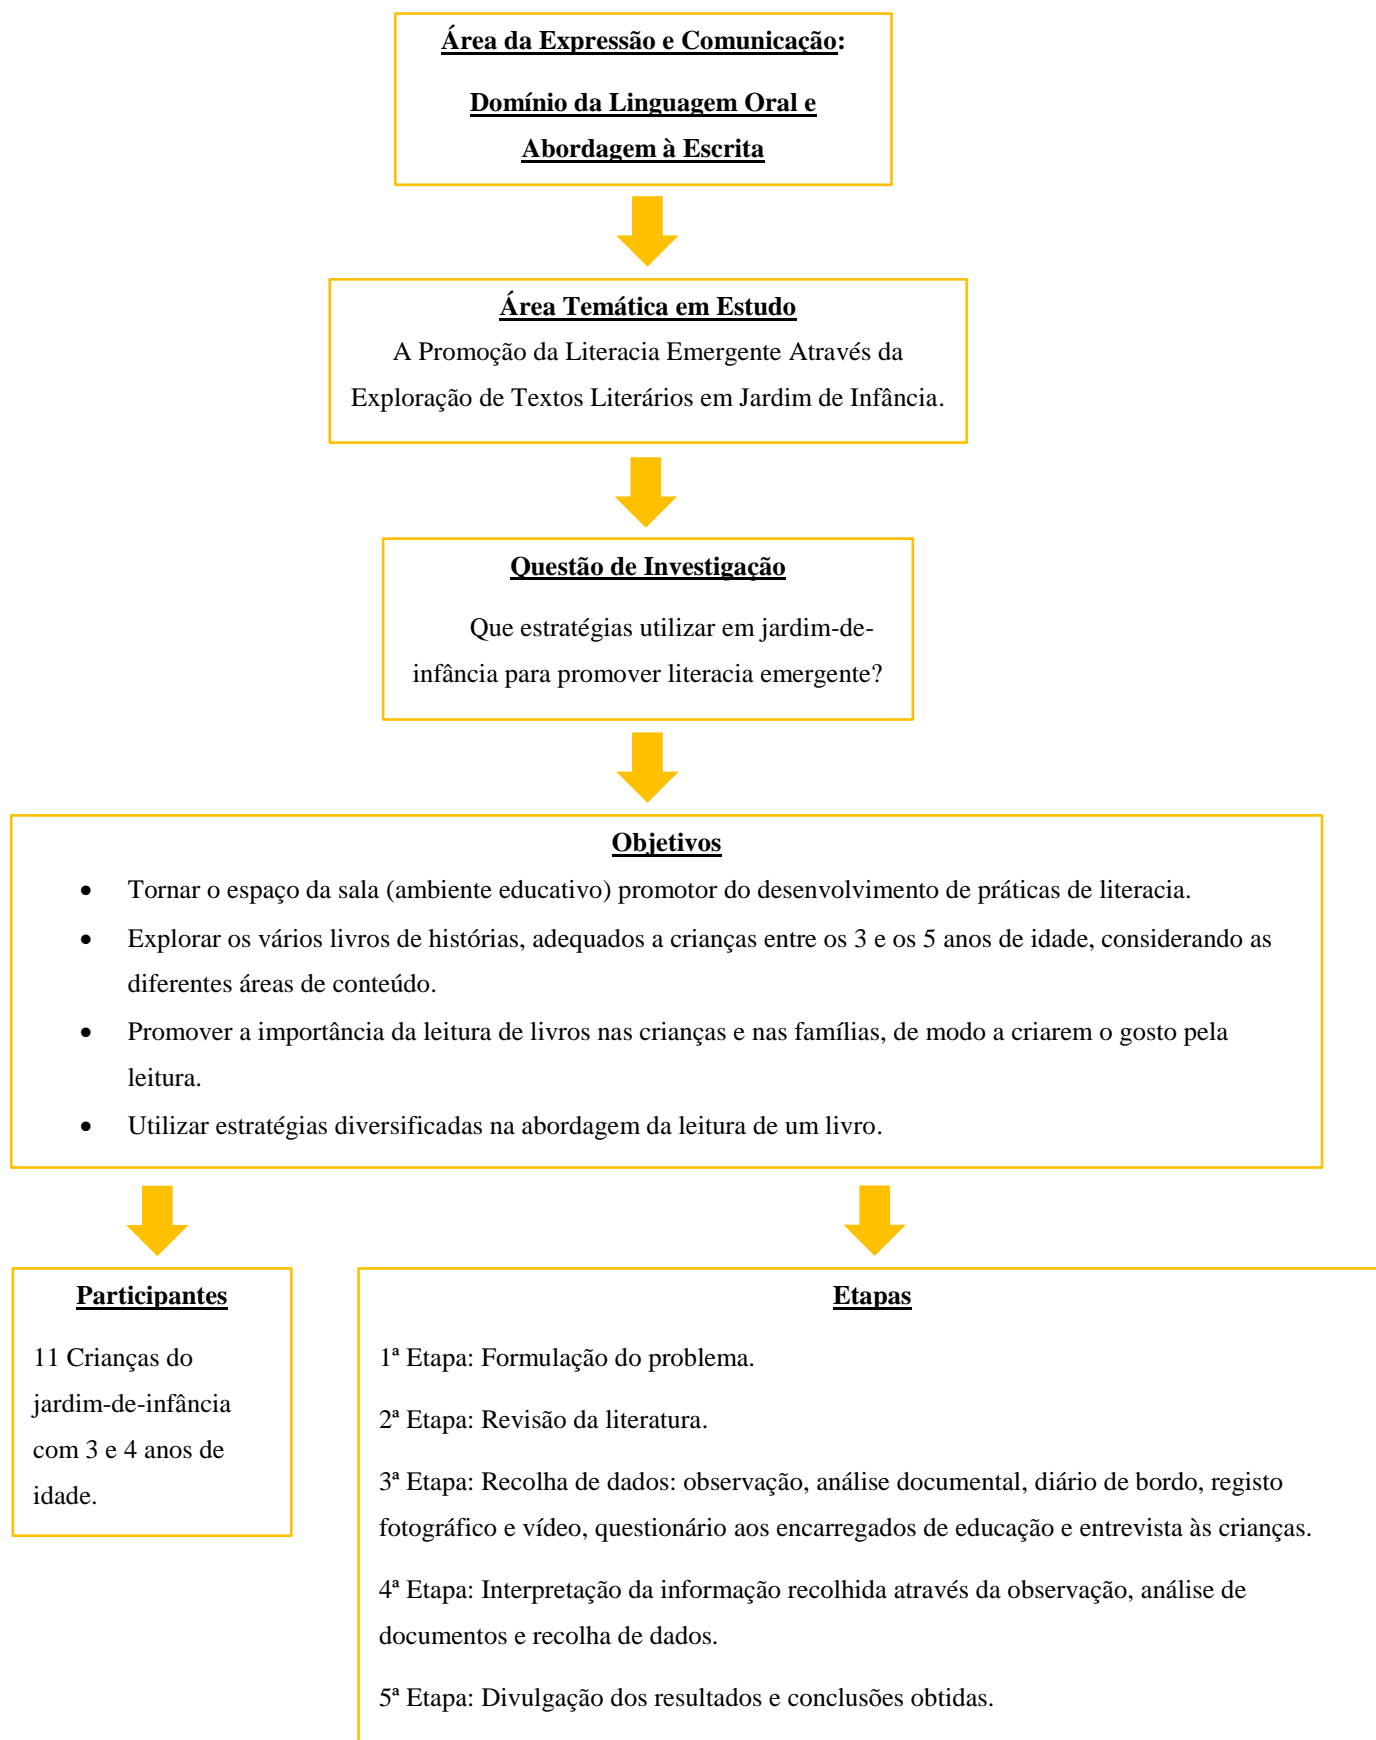 Área da Expressão e Comunicação:
Domínio da Linguagem Oral e
Abordagem à Escrita
Área Temática em Estudo
A Promoção da Literacia Emergente Através da
Exploração de Textos Literários em Jardim de Infância.
Questão de Investigação
Que estratégias utilizar em jardim-de-
infância para promover literacia emergente?
Objetivos
• Tornar o espaço da sala (ambiente educativo) promotor do desenvolvimento de práticas de literacia.
• Explorar os vários livros de histórias, adequados a crianças entre os 3 e os 5 anos de idade, considerando as
diferentes áreas de conteúdo.
• Promover a importância da leitura de livros nas crianças e nas famílias, de modo a criarem o gosto pela
leitura.
• Utilizar estratégias diversificadas na abordagem da leitura de um livro.
Participantes
11 Crianças do
jardim-de-infância
com 3 e 4 anos de
idade.
Etapas
1ª Etapa: Formulação do problema.
2ª Etapa: Revisão da literatura.
3ª Etapa: Recolha de dados: observação, análise documental, diário de bordo, registo
fotográfico e vídeo, questionário aos encarregados de educação e entrevista às crianças.
4ª Etapa: Interpretação da informação recolhida através da observação, análise de
documentos e recolha de dados.
5ª Etapa: Divulgação dos resultados e conclusões obtidas.